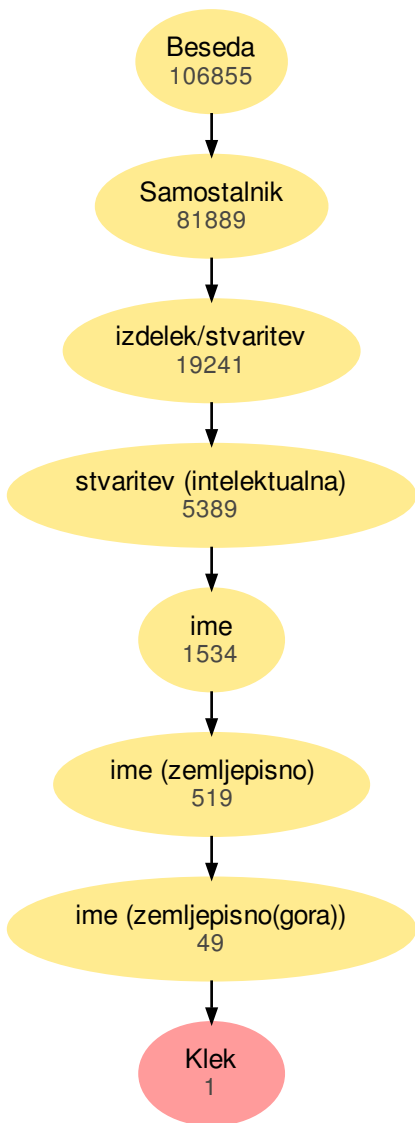 Beseda
106855
Samostalnik
81889
izdelek/stvaritev
19241
stvaritev (intelektualna)
5389
ime
1534
ime (zemljepisno)
519
ime (zemljepisno(gora))
49
Klek
1